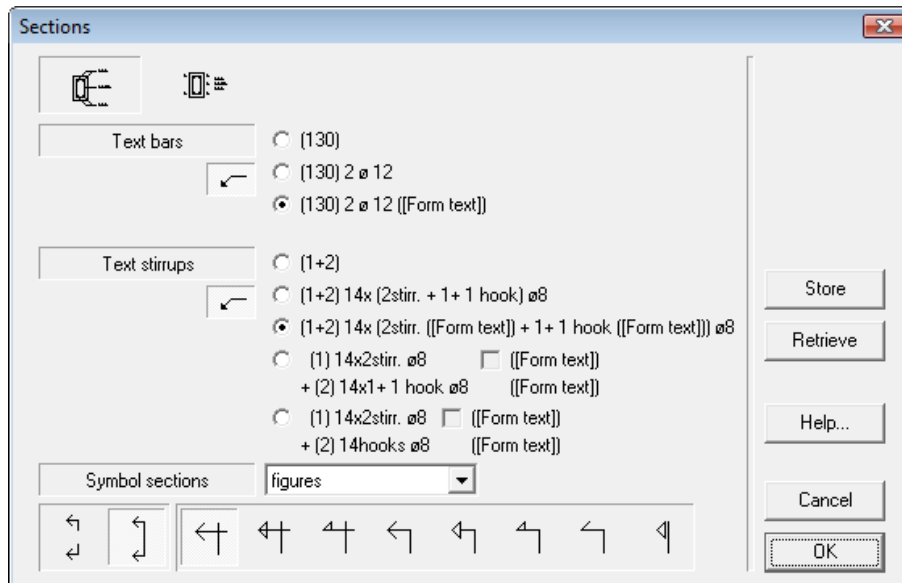 Sections
Text bars
(130)
(130) 2 ø 12
(130) 2 ø 12 ([Form text])
Text stirrups
(1+2)
(1+2) 14x (2stirr. + 1+ 1 hook) ø8
(1+2) 14x (2stirr. ([Form text]) + 1+ 1 hook ([Form text])) ø8
(1) 14x2stirr. ø8 ([Form text])
+ (2) 14x1+ 1 hook ø8 ([Form text])
(1) 14x2stirr. ø8 ([Form text])
+ (2) 14hooks ø8 ([Form text])
Symbol sections
figures
Store
Retrieve
Help...
Cancel
OK